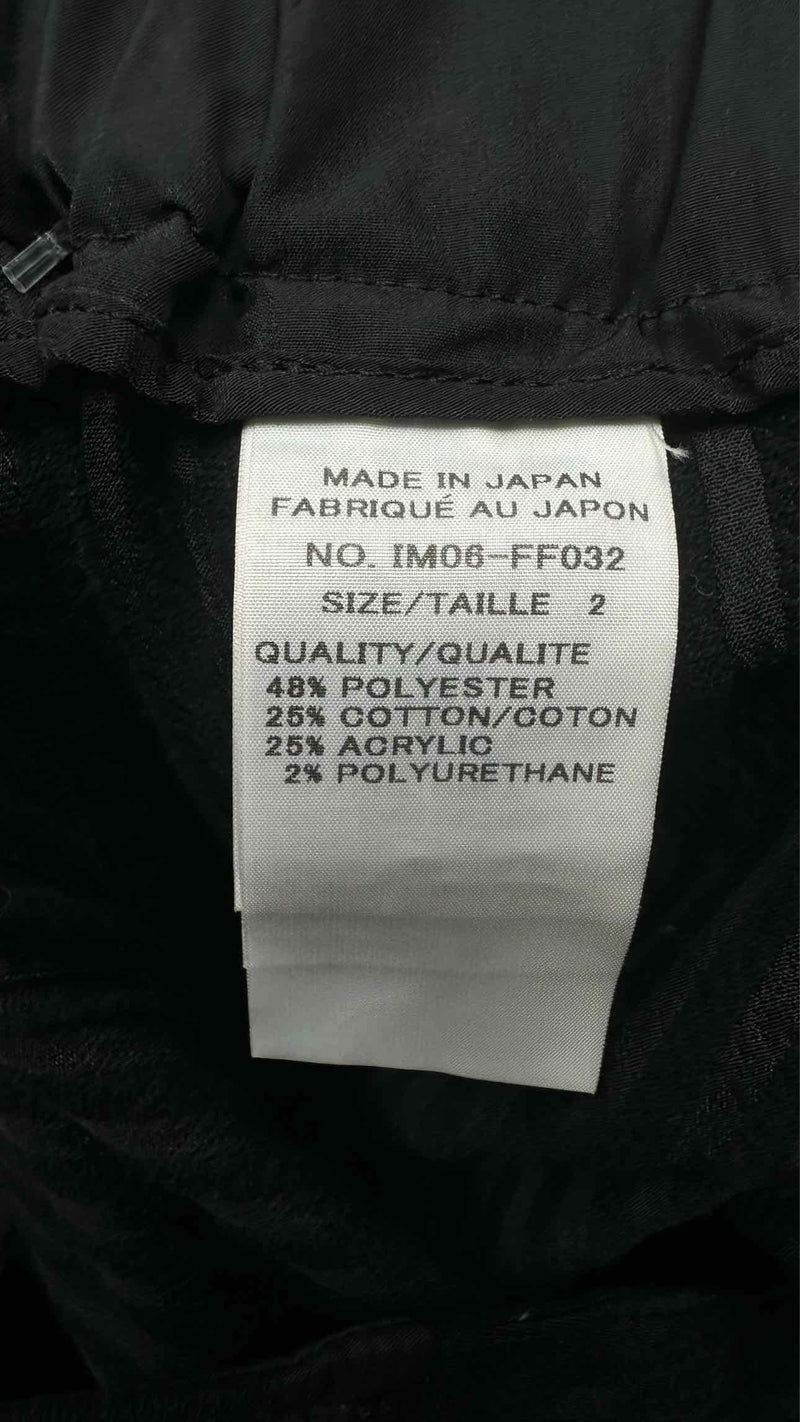 MADE IN JAPAN
FABRIQUÉ AU JAPON
NO. IM06-FF032
SIZE/TAILLE 2
QUALITY/QUALITE
48% POLYESTER
25% COTTON/COTON
25% ACRYLIC
2% POLYURETHANE